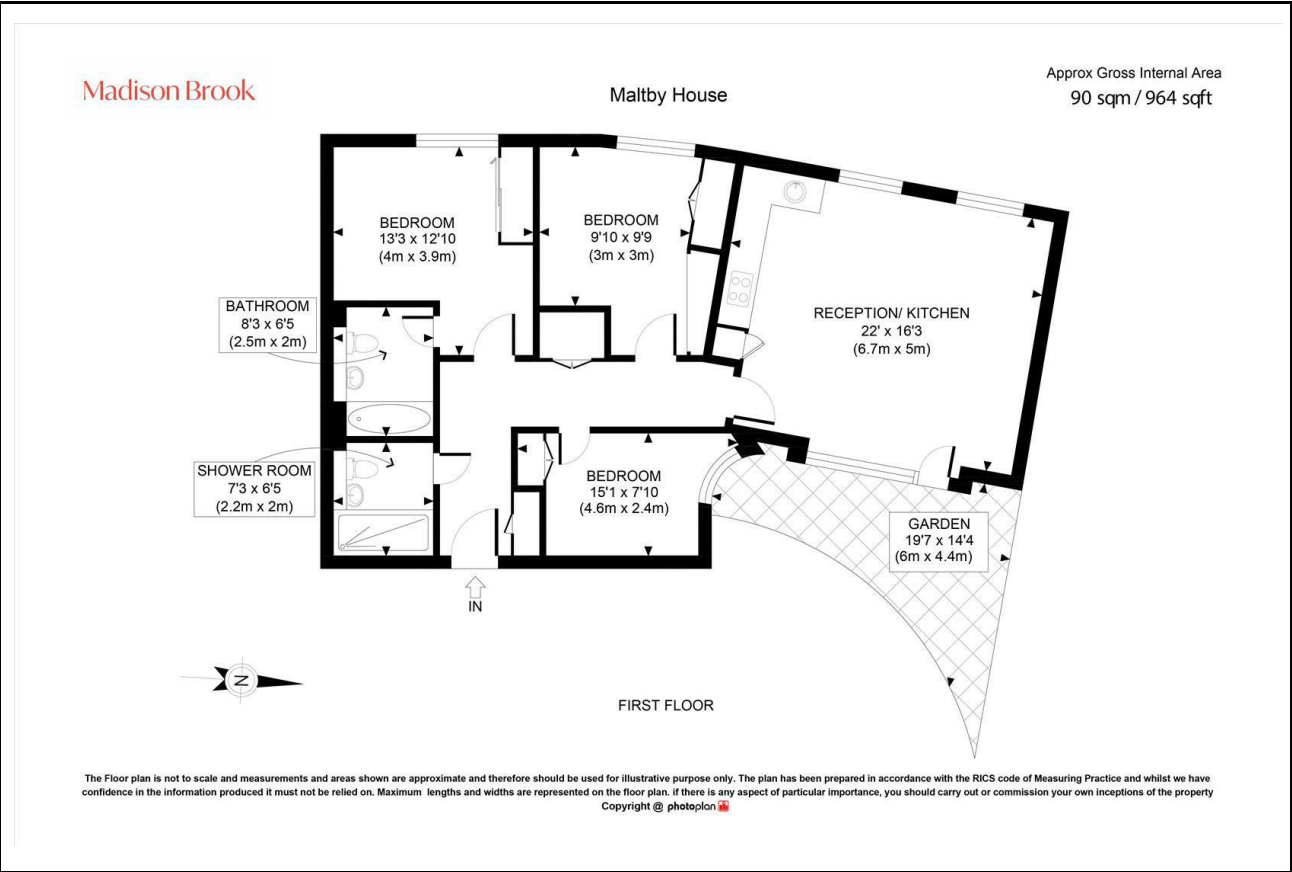 Madison Brook
Maltby House
Approx Gross Internal Area
90 sqm / 964 sqft
BEDROOM
13'3 x 12'10
(4m x 3.9m)
BEDROOM
9'10 x 9'9
(3m x 3m)
BATHROOM
8'3 x 6'5
(2.5m x 2m)
RECEPTION/ KITCHEN
22' x 16'3
(6.7m x 5m)
SHOWER ROOM
7'3 x 6'5
(2.2m x 2m)
BEDROOM
15'1 x 7'10
(4.6m x 2.4m)
GARDEN
19'7 x 14'4
(6m x 4.4m)
IN
N
FIRST FLOOR
The Floor plan is not to scale and measurements and areas shown are approximate and therefore should be used for illustrative purpose only. The plan has been prepared in accordance with the RICS code of Measuring Practice and whilst we have
confidence in the information produced it must not be relied on. Maximum lengths and widths are represented on the floor plan. if there is any aspect of particular importance, you should carry out or commission your own inceptions of the property
Copyright @ photoplan